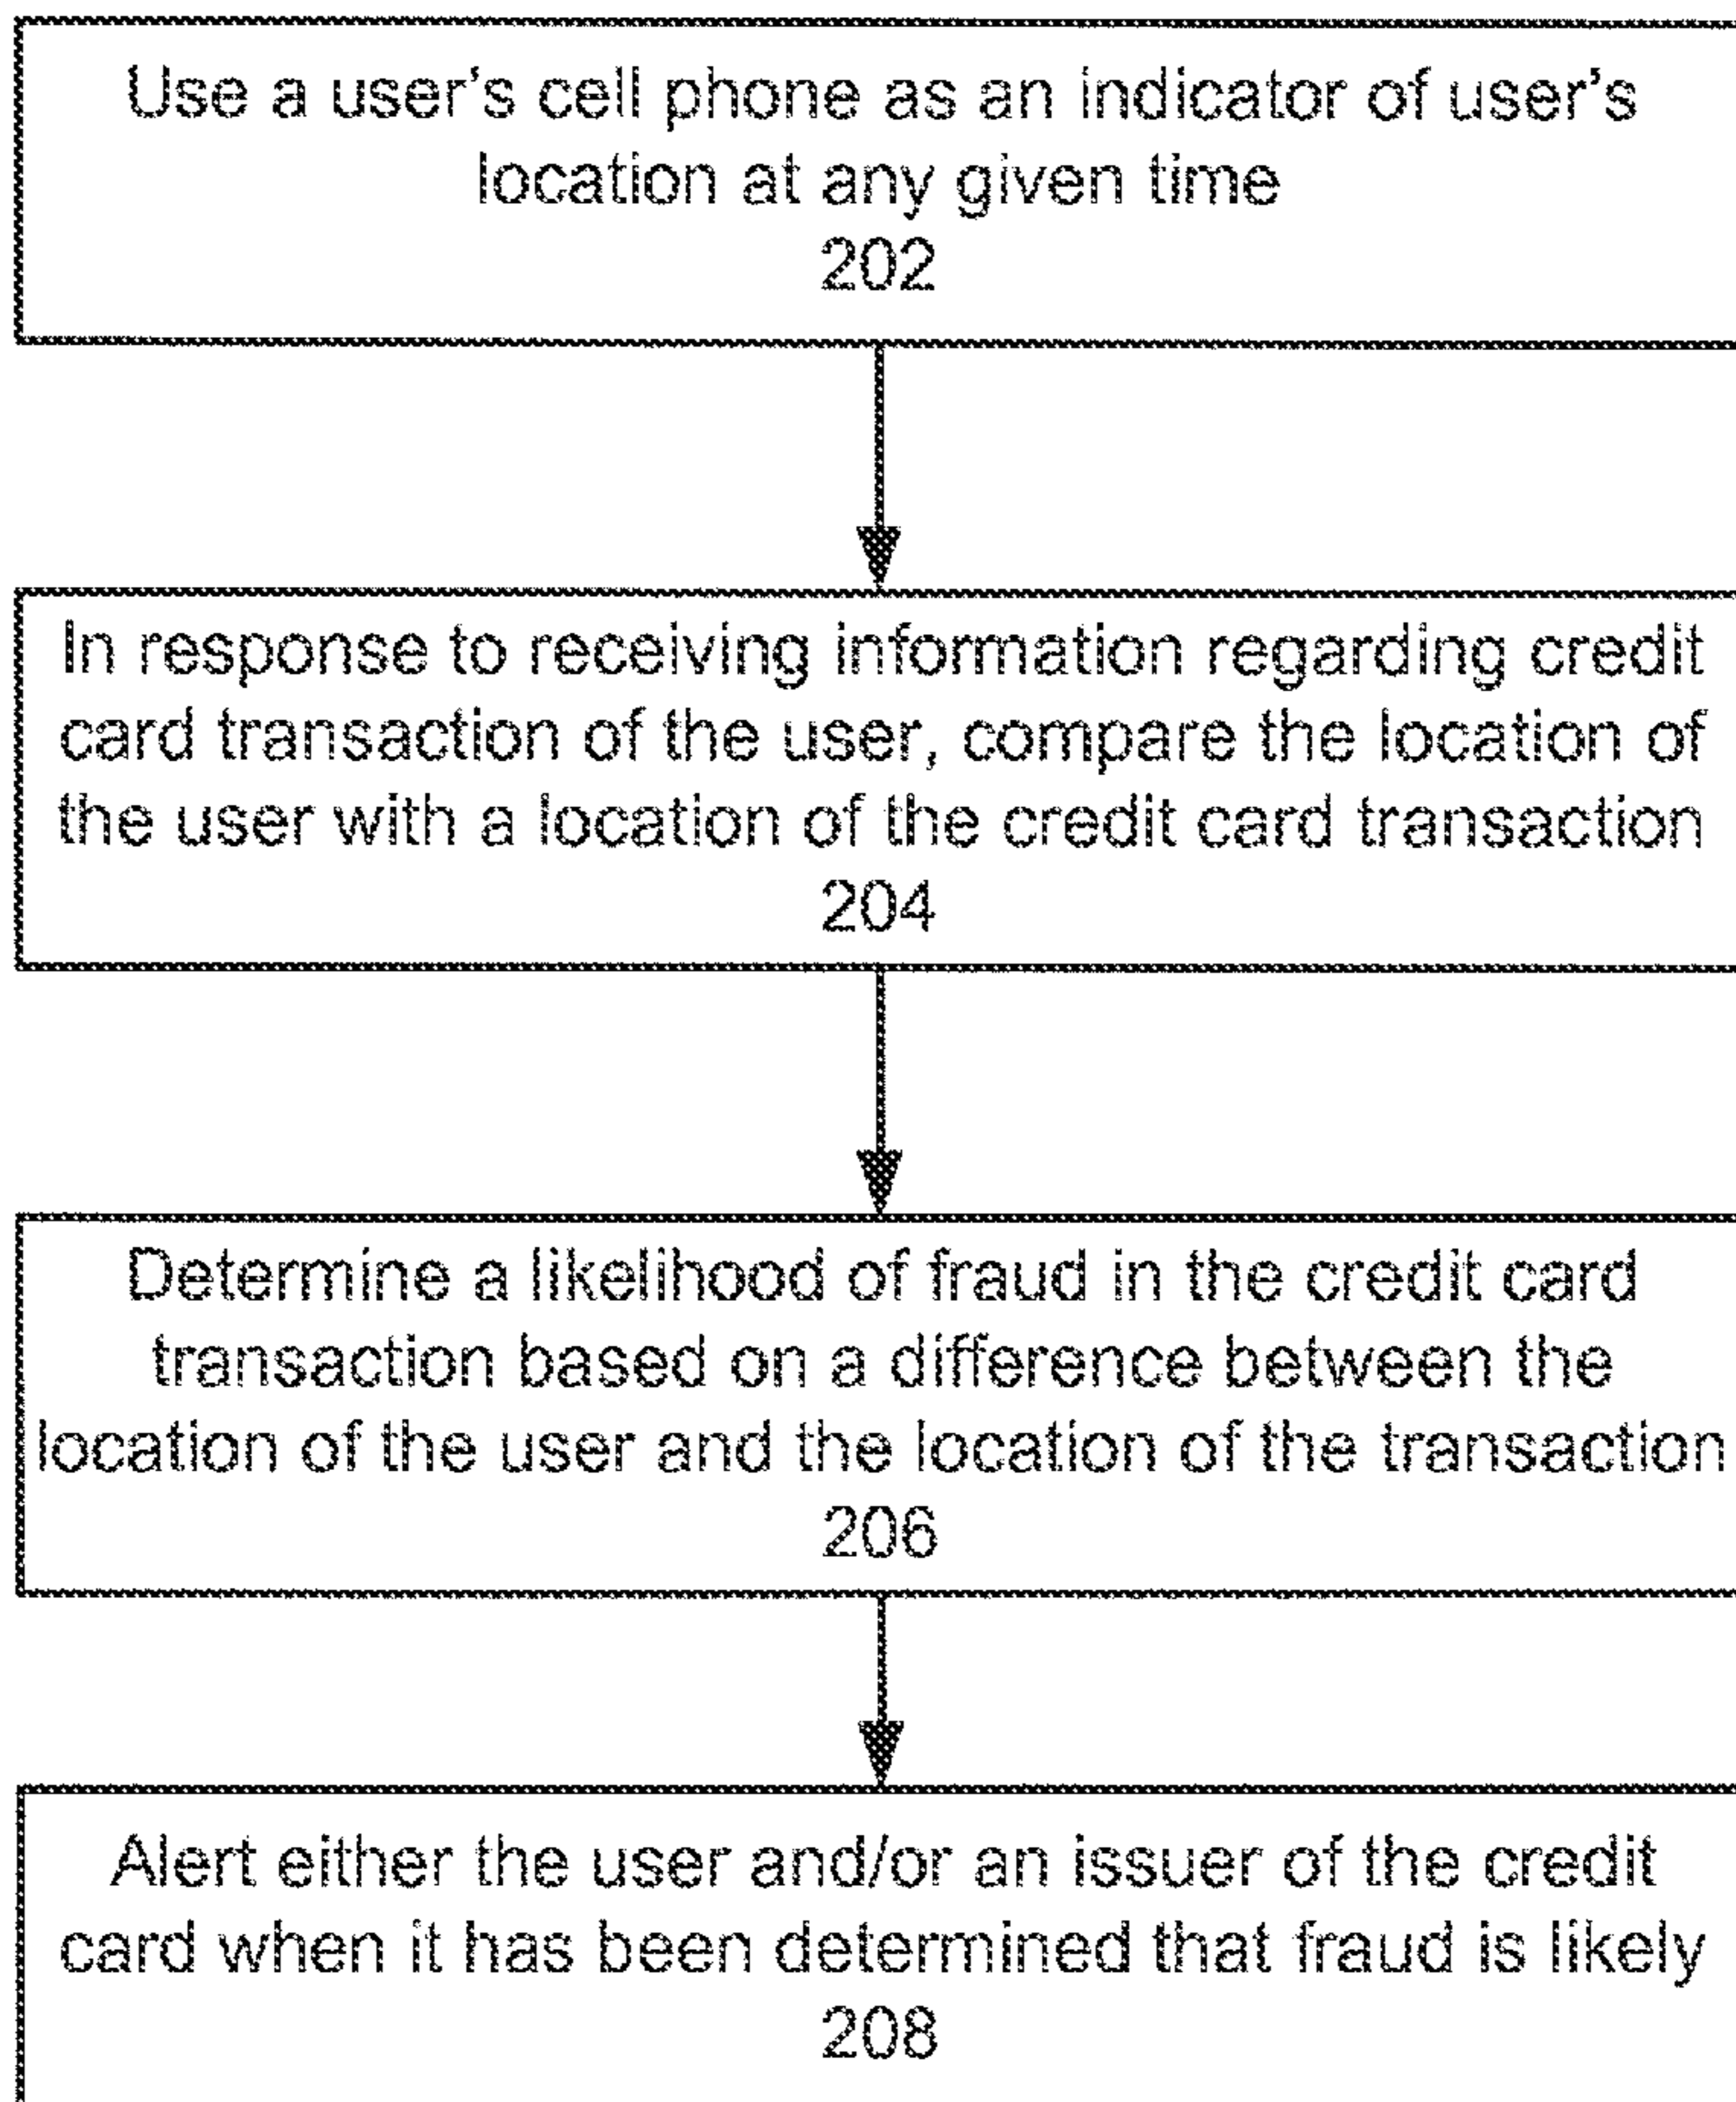 Use a user's cell phone as an indicator of user's
location at any given time
202
In response to receiving information regarding credit
card transaction of the user, compare the location of
the user with a location of the credit card transaction
204
Determine a likelihood of fraud in the credit card
transaction based on a difference between the
location of the user and the location of the transaction
206
Alert either the user and/or an issuer of the credit
card when it has been determined that fraud is likely
208